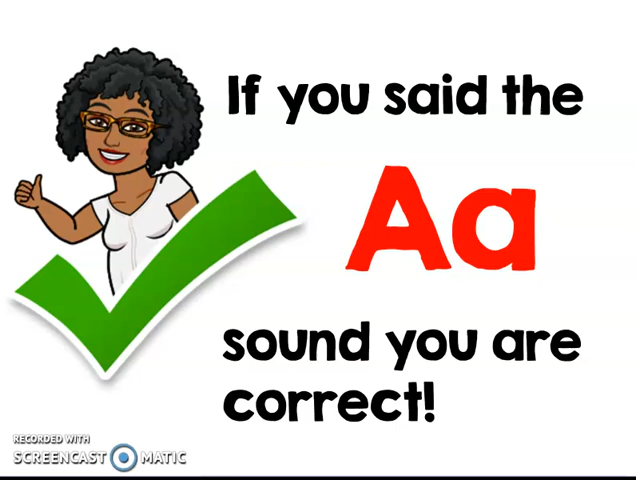 If you said the
Aa
sound you are
correct!
RECORDED WITH
SCREENCAST MATIC